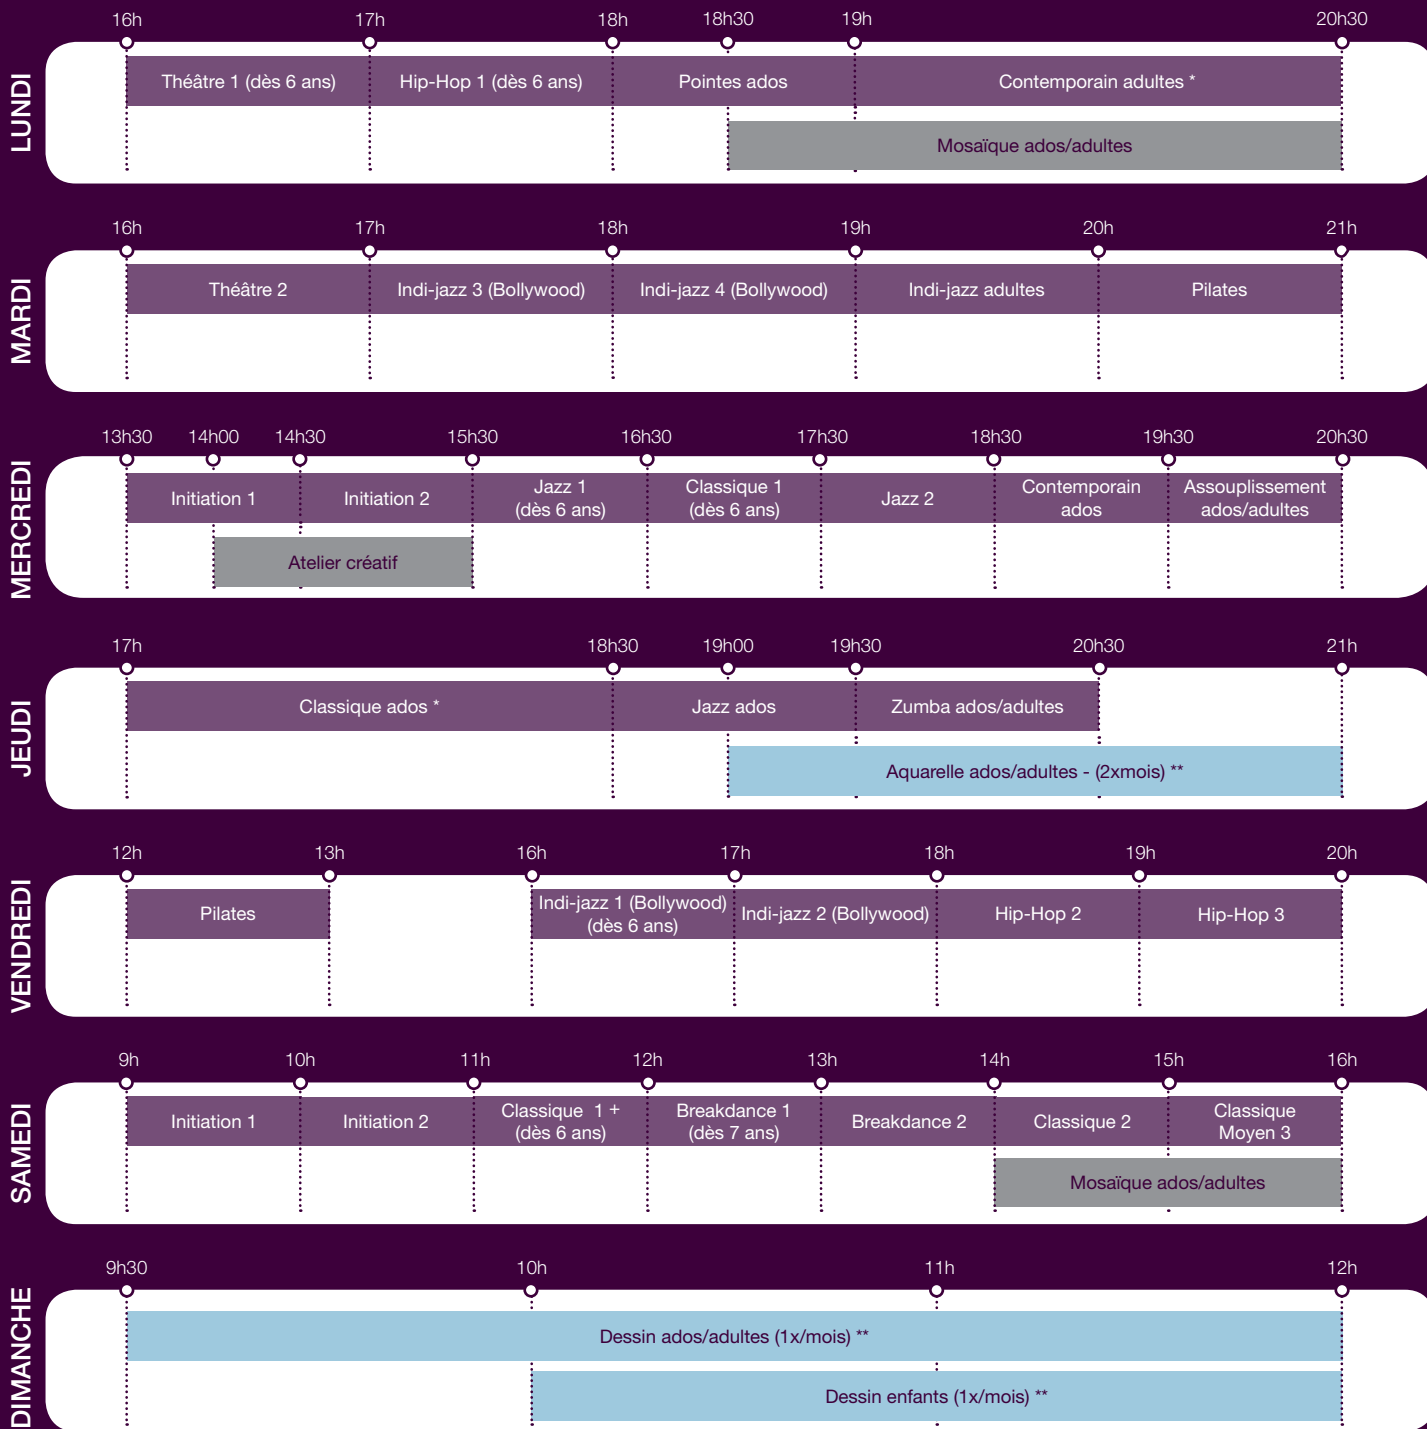 16h 17h 18h 18h30 19h 20h30
LUNDI
Théâtre 1 (dès 6 ans) Hip-Hop 1 (dès 6 ans) Pointes ados Contemporain adultes *
Mosaïque ados/adultes
16h 17h 18h 19h 20h 21h
MARDI
Théâtre 2 Indi-jazz 3 (Bollywood) Indi-jazz 4 (Bollywood) Indi-jazz adultes Pilates
13h30 14h00 14h30 15h30 16h30 17h30 18h30 19h30 20h30
MERCREDI
Initiation 1 Initiation 2
Jazz 1
(dès 6 ans)
Classique 1
(dès 6 ans)
Jazz 2
Contemporain
ados
Assouplissement
ados/adultes
Atelier créatif
17h 18h30 19h00 19h30 20h30 21h
JEUDI
Classique ados * Jazz ados Zumba ados/adultes
Aquarelle ados/adultes - (2xmois) **
12h 13h 16h 17h 18h 19h 20h
VENDREDI
Pilates
Indi-jazz 1 (Bollywood)
(dès 6 ans)
Indi-jazz 2 (Bollywood) Hip-Hop 2 Hip-Hop 3
9h 10h 11h 12h 13h 14h 15h 16h
SAMEDI
Initiation 1 Initiation 2
Classique 1 +
(dès 6 ans)
Breakdance 1
(dès 7 ans)
Breakdance 2 Classique 2
Classique
Moyen 3
Mosaïque ados/adultes
9h30 10h 11h 12h
DIMANCHE
Dessin ados/adultes (1x/mois) **
Dessin enfants (1x/mois) **